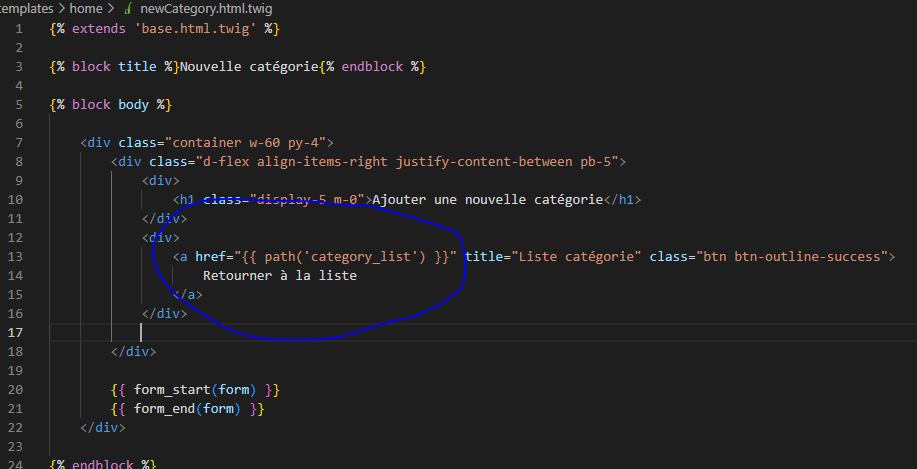 templates > home > newCategory.html.twig
1 {% extends 'base.html.twig' %}
2
3 {% block title %}Nouvelle catégorie{% endblock %}
4
5 {% block body %}
6
7 <div class="container w-60 py-4">
8 <div class="d-flex align-items-right justify-content-between pb-5">
9 <div>
10 <h1 class="display-5 m-0">Ajouter une nouvelle catégorie</h1>
11 </div>
12 <div>
13 <a href="{{ path('category_list') }}" title="Liste catégorie" class="btn btn-outline-success">
14 Retourner à la liste
15 </a>
16 </div>
17
18 </div>
19
20 {{ form_start(form) }}
21 {{ form_end(form) }}
22 </div>
23
24 {% endblock %}